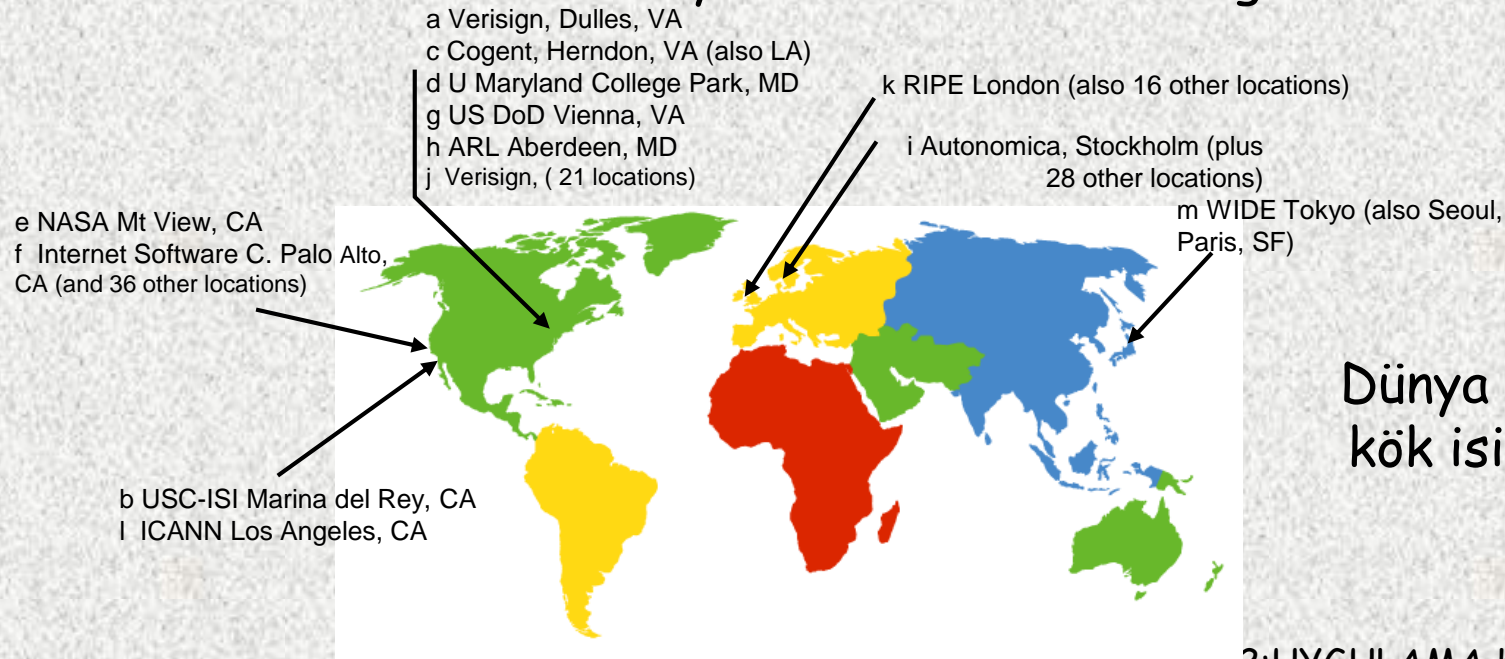 a Verisign, Dulles, VA
c Cogent, Herndon, VA (also LA)
d U Maryland College Park, MD
g US DoD Vienna, VA
h ARL Aberdeen, MD
j Verisign, ( 21 locations)
k RIPE London (also 16 other locations)
i Autonomica, Stockholm (plus
28 other locations)
m WIDE Tokyo (also Seoul,
Paris, SF)
e NASA Mt View, CA
f Internet Software C. Palo Alto,
CA (and 36 other locations)
b USC-ISI Marina del Rey, CA
l ICANN Los Angeles, CA
Dünya
kök isi